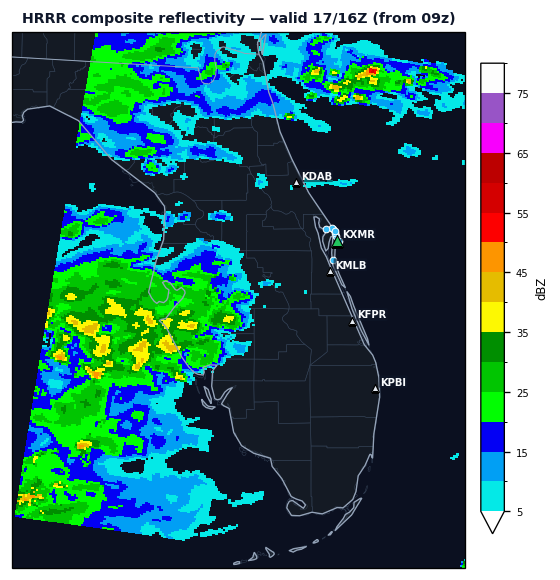 HRRR composite reflectivity — valid 17/16Z (from 09z)
KDAB
KXMR
KMLB
KFPR
KPBI
75
65
55
45
35
25
15
5
dBZ